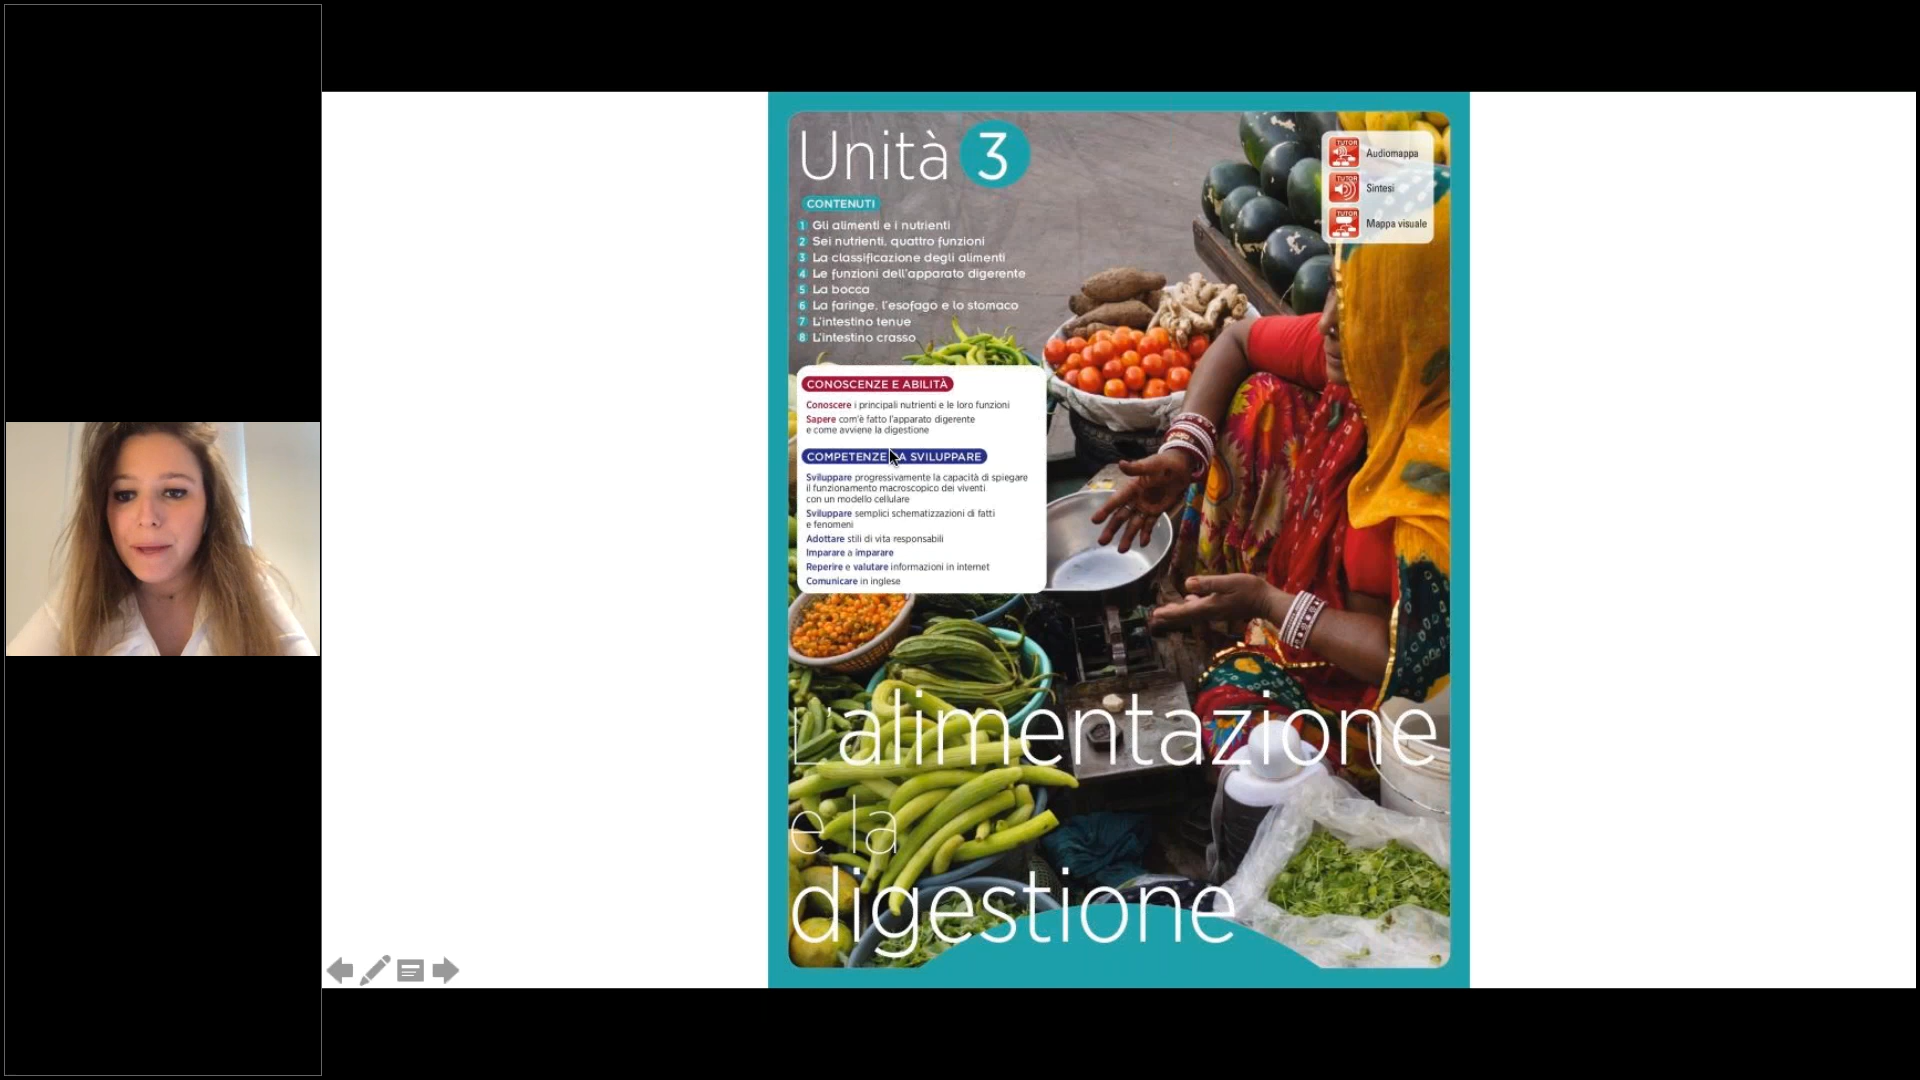 Unità 3
CONTENUTI
1 Gli alimenti e i nutrienti
2 Sei nutrienti, quattro funzioni
3 La classificazione degli alimenti
4 Le funzioni dell'apparato digerente
5 La bocca
6 La faringe, l'esofago e lo stomaco
7 L'intestino tenue
8 L'intestino crasso
CONOSCENZE E ABILITÀ
Conoscere i principali nutrienti e le loro funzioni
Sapere com'è fatto l'apparato digerente
e come avviene la digestione
COMPETENZE DA SVILUPPARE
Sviluppare progressivamente la capacità di spiegare
il funzionamento macroscopico dei viventi
con un modello cellulare
Sviluppare semplici schematizzazioni di fatti
e fenomeni
Adottare stili di vita responsabili
Imparare a imparare
Reperire e valutare informazioni in internet
Comunicare in inglese
TUTOR
Audiomappa
TUTOR
Sintesi
TUTOR
Mappa visuale
L'alimentazione
e la
digestione